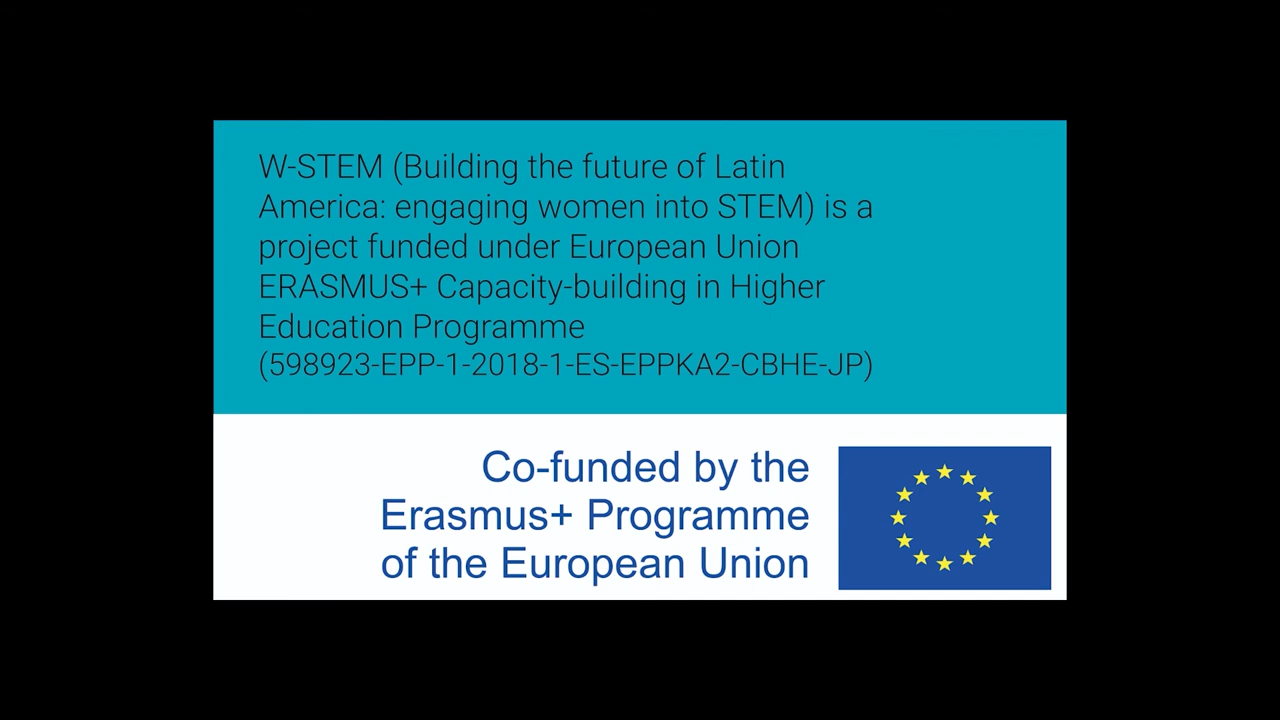 W-STEM (Building the future of Latin
America: engaging women into STEM) is a
project funded under European Union
ERASMUS+ Capacity-building in Higher
Education Programme
(598923-EPP-1-2018-1-ES-EPPKA2-CBHE-JP)
Co-funded by the
Erasmus+ Programme
of the European Union